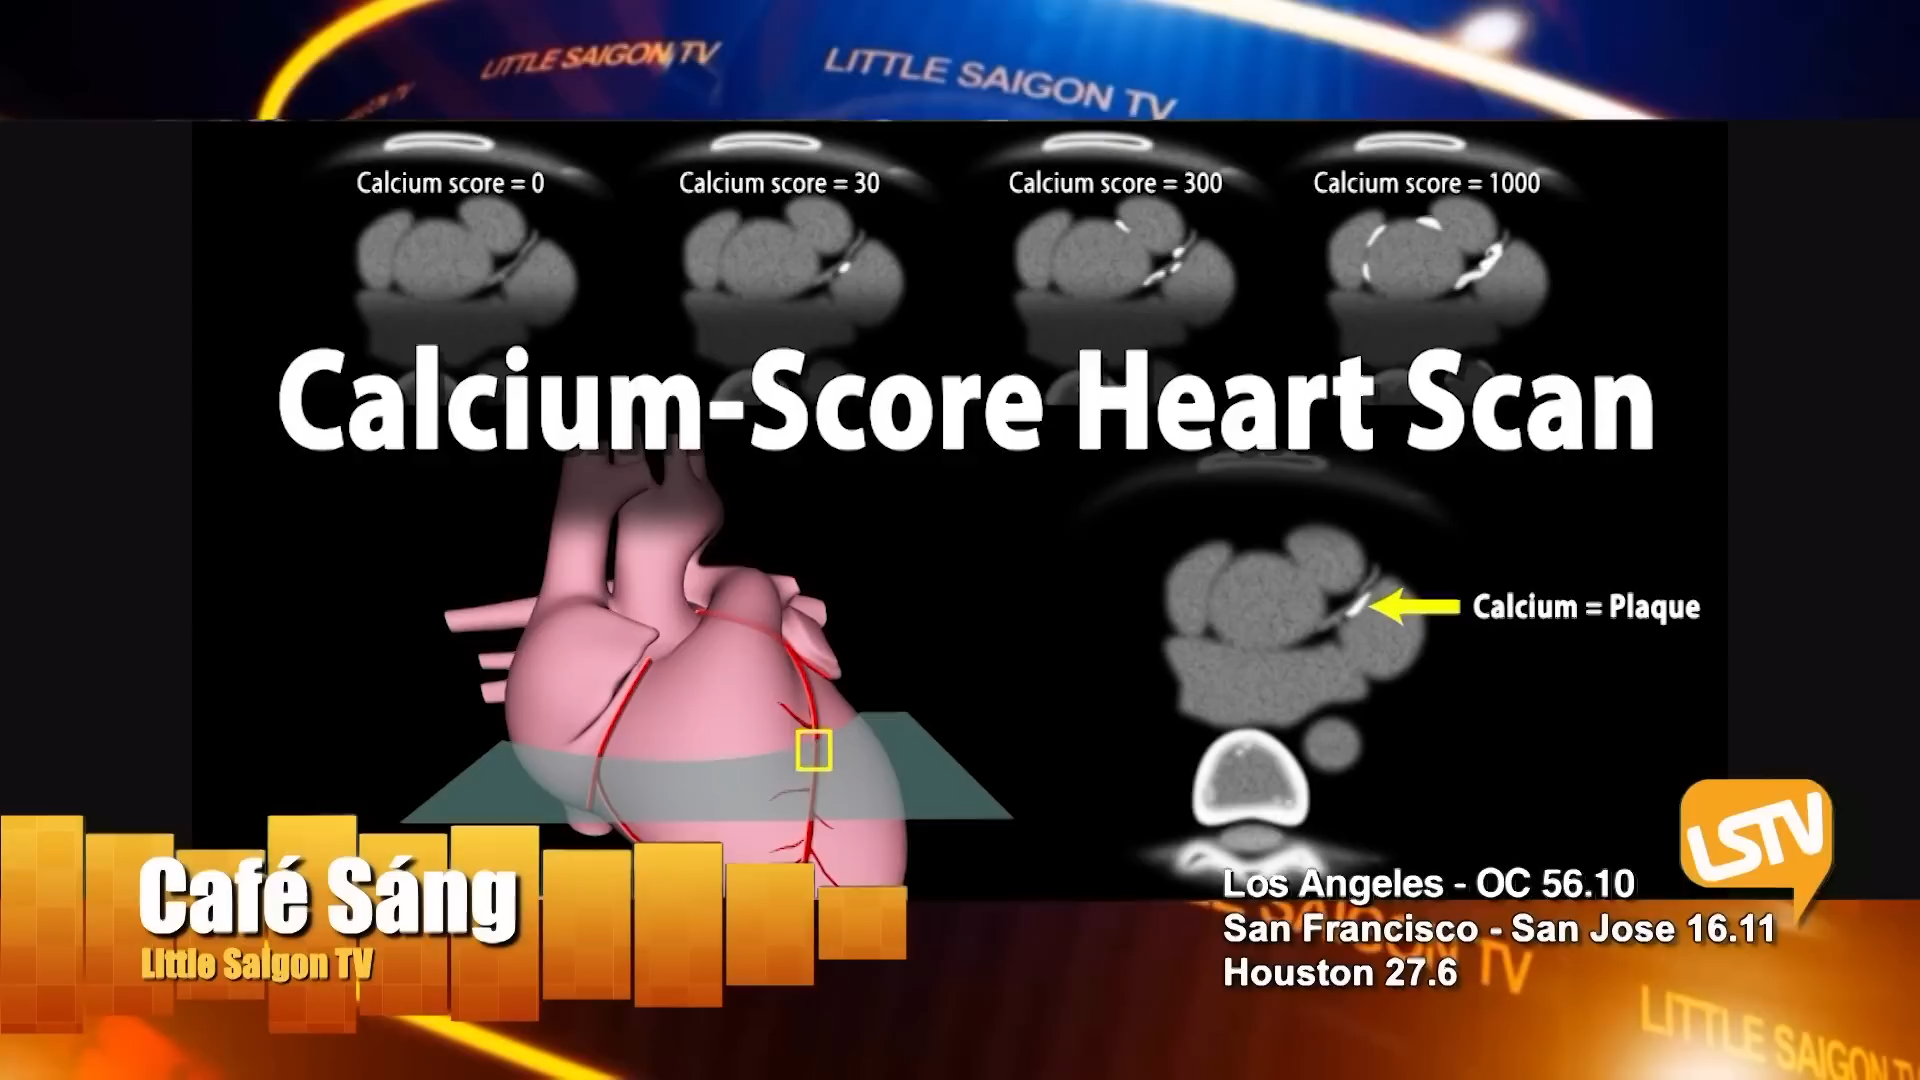 LITTLE SAIGON TV
LITTLE SAIGON TV
Calcium score = 0
Calcium score = 30
Calcium score = 300
Calcium score = 1000
Calcium-Score Heart Scan
Calcium = Plaque
LSTV
Café Sáng
Little Saigon TV
Los Angeles - OC 56.10
San Francisco - San Jose 16.11
Houston 27.6
LITTLE SAIGON TV